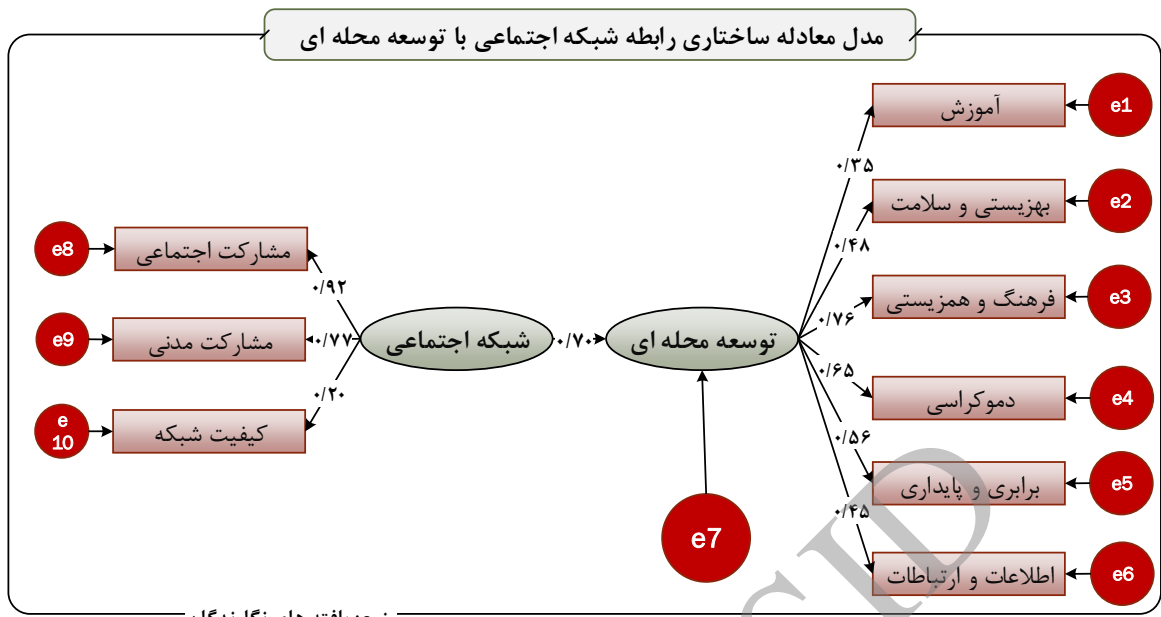 مدل معادله ساختاری رابطه شبکه اجتماعی با توسعه محله ای
آموزش
e1
۰/۳۵
بهزیستی و سلامت
e2
۰/۴۸
فرهنگ و همزیستی
e3
۰/۷۶
دموکراسی
e4
۰/۶۵
برابری و پایداری
e5
۰/۵۶
اطلاعات و ارتباطات
e6
۰/۴۵
توسعه محله ای
e7
۰/۷۰
شبکه اجتماعی
۰/۹۲
مشارکت اجتماعی
e8
۰/۷۷
مشارکت مدنی
e9
۰/۲۰
کیفیت شبکه
e
10
SID